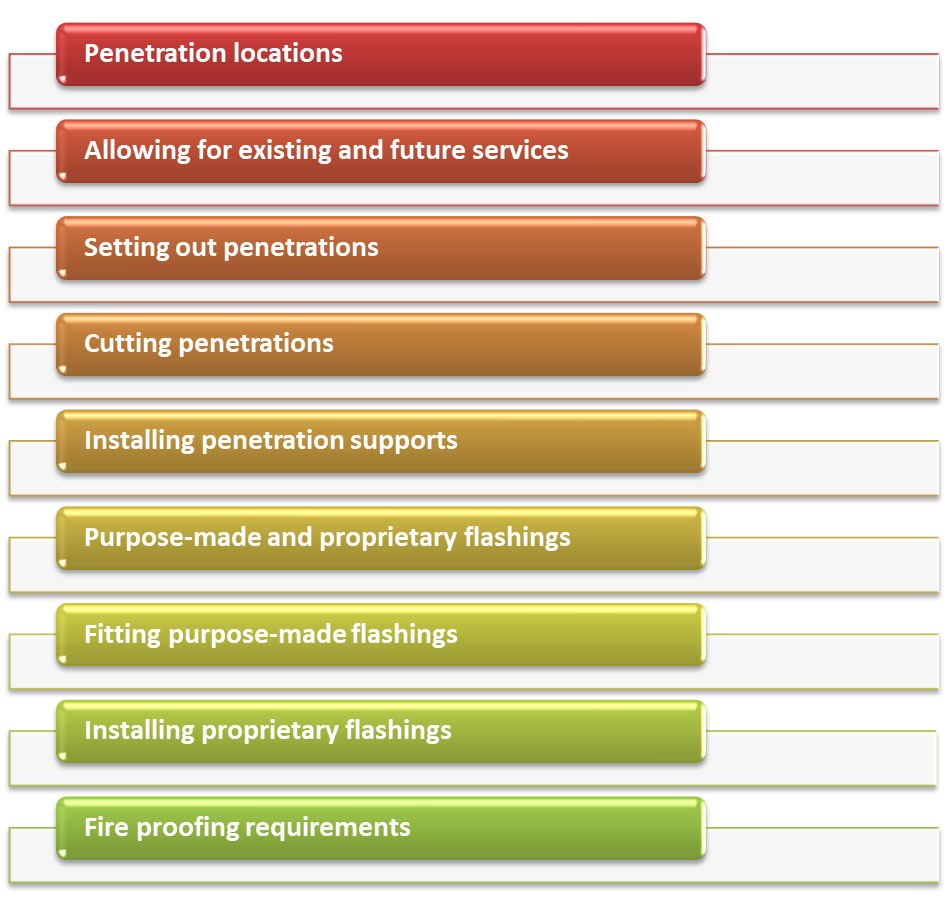 Penetration locations
Allowing for existing and future services
Setting out penetrations
Cutting penetrations
Installing penetration supports
Purpose-made and proprietary flashings
Fitting purpose-made flashings
Installing proprietary flashings
Fire proofing requirements